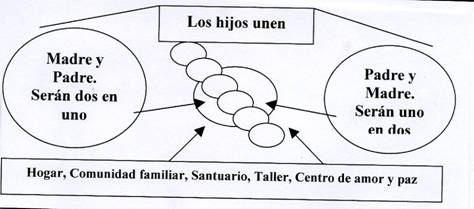 Los hijos unen
Madre y
Padre.
Serán dos en
uno
Padre y
Madre.
Serán uno
en dos
Hogar, Comunidad familiar, Santuario, Taller, Centro de amor y paz